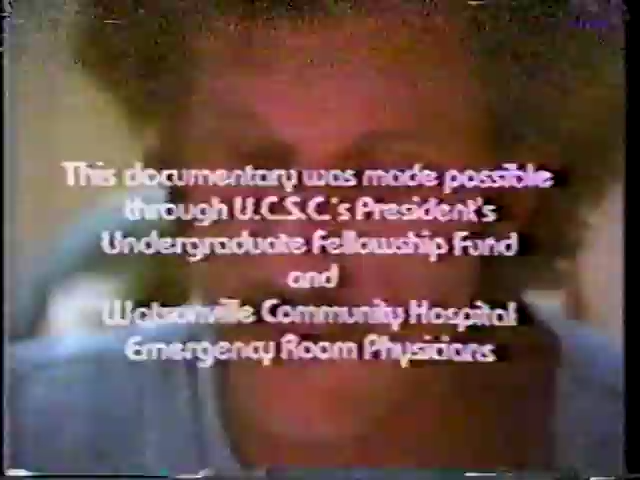 This documentary was made possible
through U.C.S.C.'s President's
Undergraduate Fellowship Fund
and
Watsonville Community Hospital
Emergency Room Physicians